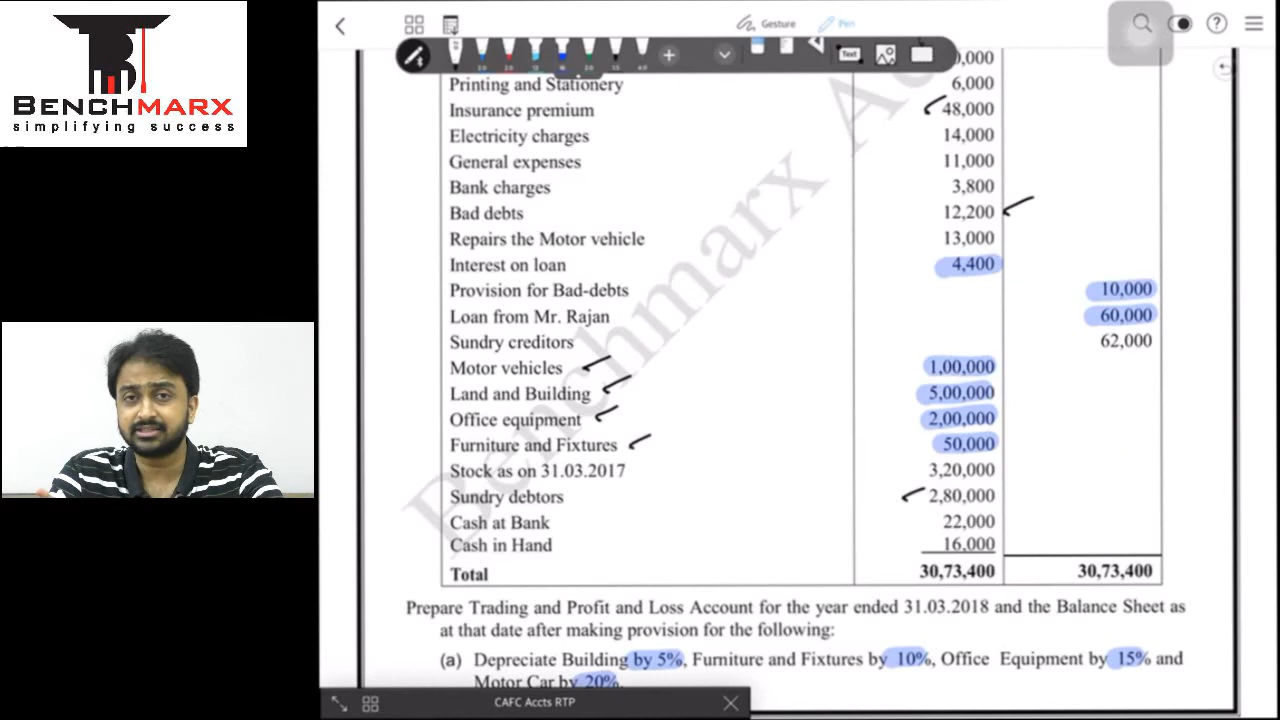 BENCHMARX
simplifying success
Gesture
Pen
Text
Printing and Stationery 6,000
Insurance premium 48,000
Electricity charges 14,000
General expenses 11,000
Bank charges 3,800
Bad debts 12,200
Repairs the Motor vehicle 13,000
Interest on loan 4,400
Provision for Bad-debts 10,000
Loan from Mr. Rajan 60,000
Sundry creditors 62,000
Motor vehicles 1,00,000
Land and Building 5,00,000
Office equipment 2,00,000
Furniture and Fixtures 50,000
Stock as on 31.03.2017 3,20,000
Sundry debtors 2,80,000
Cash at Bank 22,000
Cash in Hand 16,000
Total 30,73,400 30,73,400
Benchmarx
Prepare Trading and Profit and Loss Account for the year ended 31.03.2018 and the Balance Sheet as
at that date after making provision for the following:
(a) Depreciate Building by 5%, Furniture and Fixtures by 10%, Office Equipment by 15% and
Motor Car by 20%.
CAFC Accts RTP